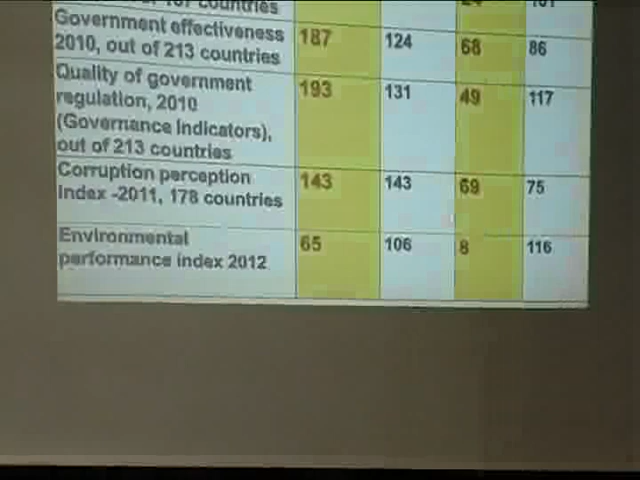 countries
Government effectiveness
2010, out of 213 countries
187 124 68 86
Quality of government
regulation, 2010
(Governance Indicators),
out of 213 countries
193 131 49 117
Corruption perception
Index -2011, 178 countries
143 143 69 75
Environmental
performance index 2012
65 106 8 116